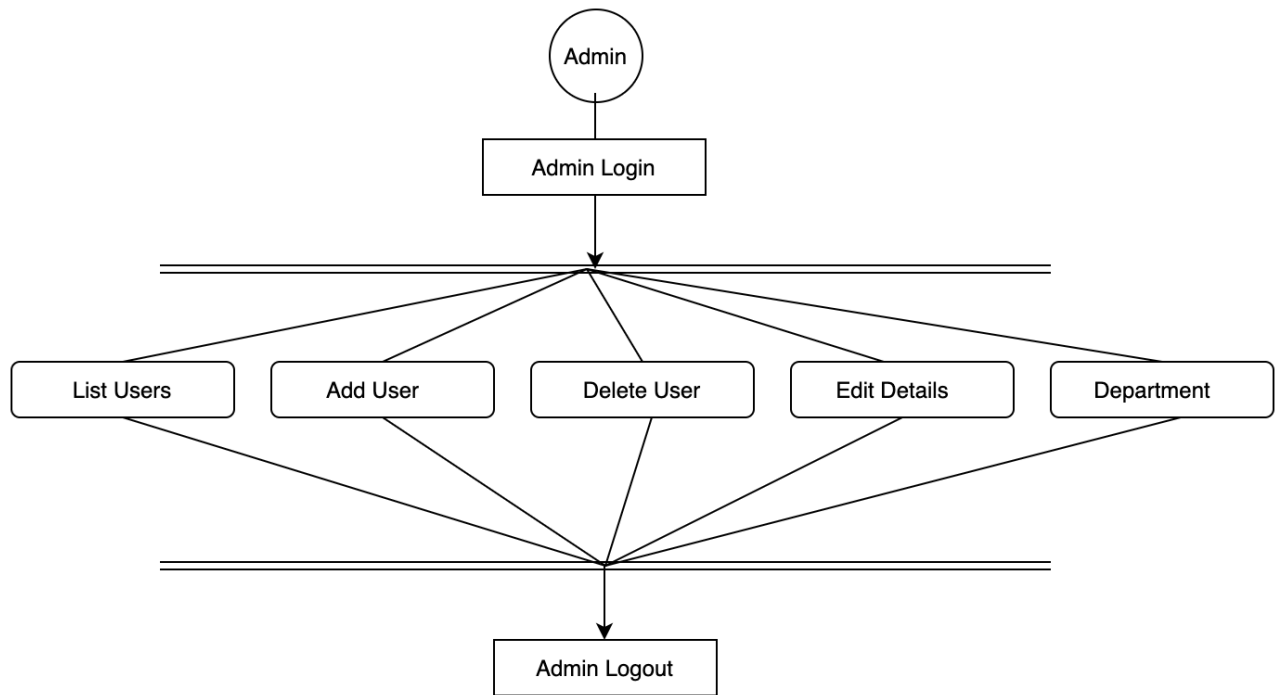 Admin
Admin Login
List Users
Add User
Delete User
Edit Details
Department
Admin Logout